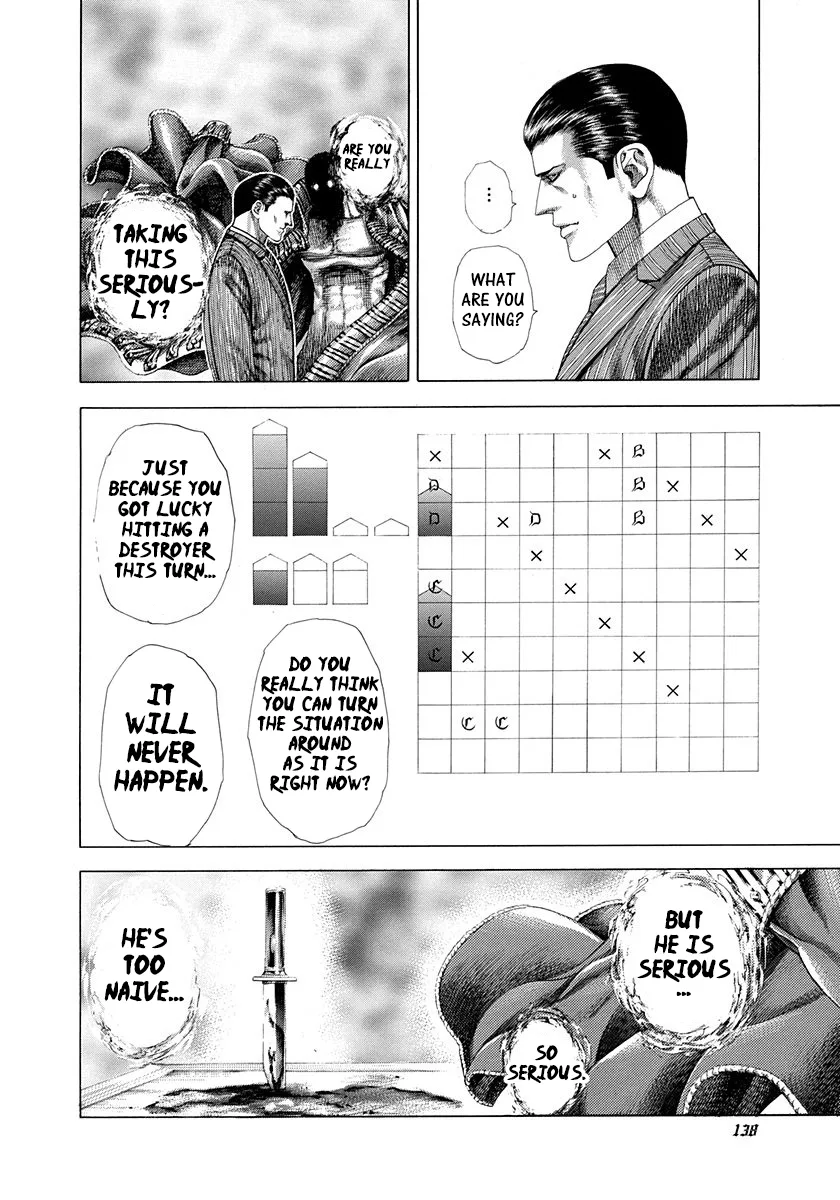 ...
WHAT
ARE YOU
SAYING?
ARE YOU
REALLY
TAKING
THIS
SERIOUS-
LY?
× × B
D B ×
D × D B ×
× ×
C ×
C ×
C × ×
×
C C
JUST
BECAUSE YOU
GOT LUCKY
HITTING A
DESTROYER
THIS TURN...
DO YOU
REALLY THINK
YOU CAN TURN
THE SITUATION
AROUND
AS IT IS
RIGHT NOW?
IT
WILL
NEVER
HAPPEN.
BUT
HE IS
SERIOUS
...
SO
SERIOUS.
HE'S
TOO
NAIVE...
138